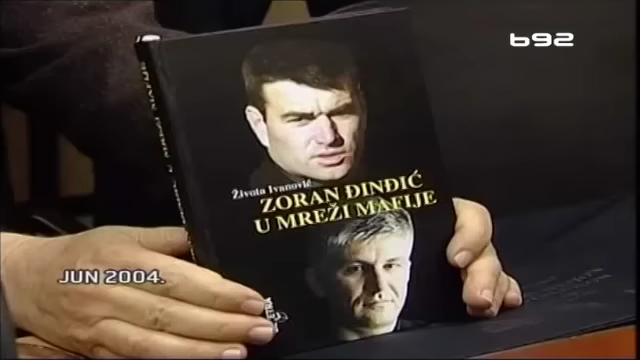 b92
Života Ivanović
ZORAN ĐINĐIĆ
U MREŽI MAFIJE
JUN 2004.